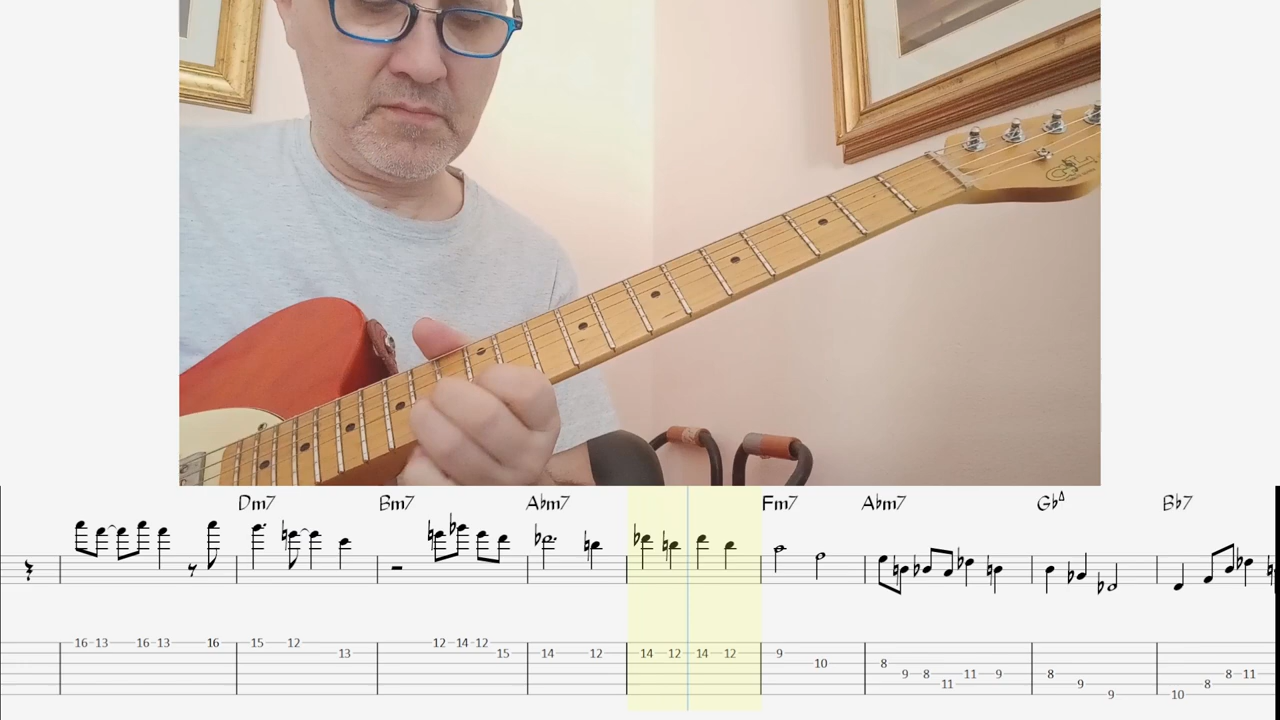 G&L
Dm7 Bm7 Abm7 Fm7 Abm7 Gb△ Bb7
16 13 16 13 16 15 12 12 14 12 14 12 14 12 14 12 9
13 15 10 8
9 8 11 9 8 8 11
11 9 8
9 10